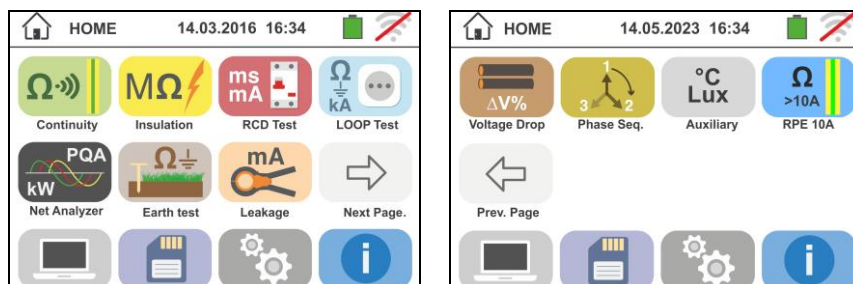 HOME 14.03.2016 16:34
Ω MΩ ms mA Ω kA
Continuity Insulation RCD Test LOOP Test
PQA kW Ω mA
Net Analyzer Earth test Leakage Next Page.
i
HOME 14.05.2023 16:34
ΔV% 1 2 3 °C Lux Ω >10A
Voltage Drop Phase Seq. Auxiliary RPE 10A
Prev. Page
i